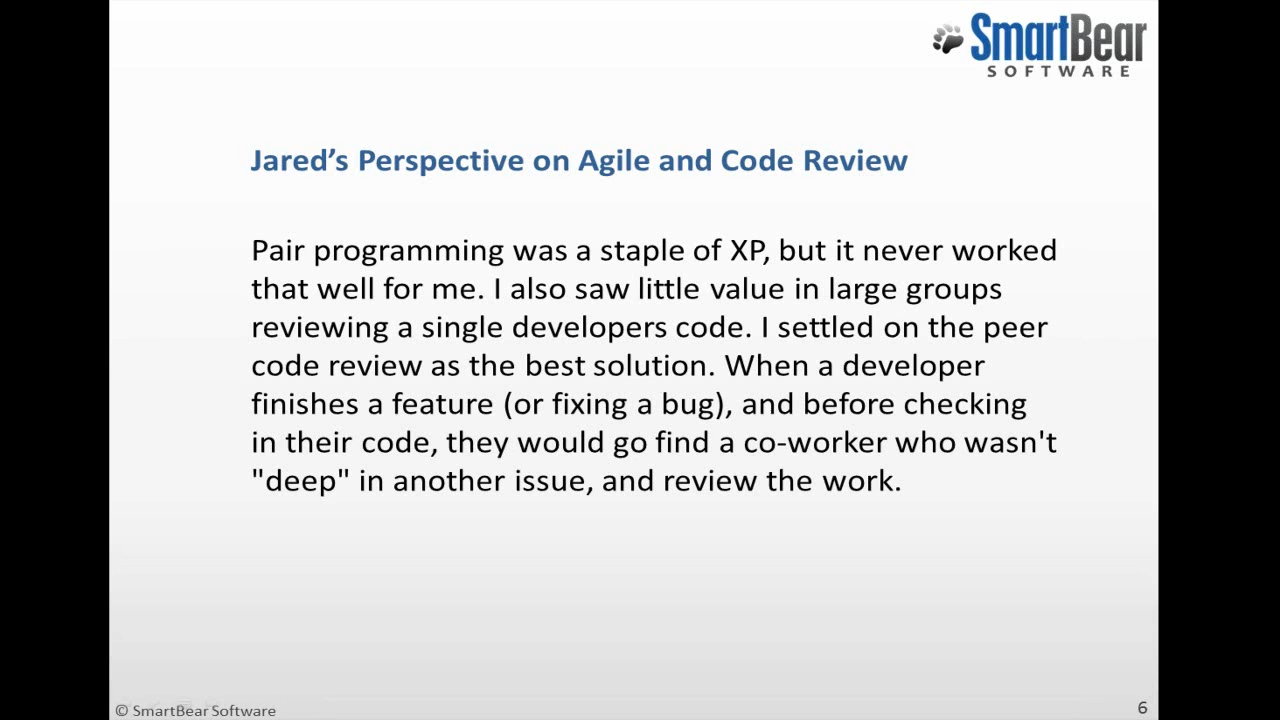 SmartBear
SOFTWARE
Jared’s Perspective on Agile and Code Review
Pair programming was a staple of XP, but it never worked
that well for me. I also saw little value in large groups
reviewing a single developers code. I settled on the peer
code review as the best solution. When a developer
finishes a feature (or fixing a bug), and before checking
in their code, they would go find a co-worker who wasn't
"deep" in another issue, and review the work.
© SmartBear Software
6